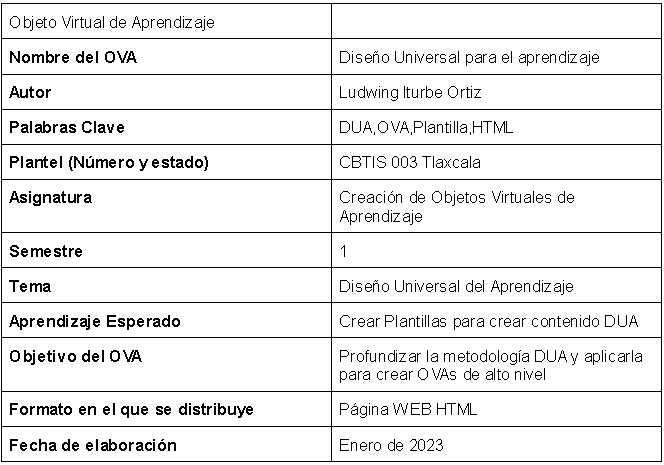 Objeto Virtual de Aprendizaje
Nombre del OVA
Diseño Universal para el aprendizaje
Autor
Ludwing Iturbe Ortiz
Palabras Clave
DUA,OVA,Plantilla,HTML
Plantel (Número y estado)
CBTIS 003 Tlaxcala
Asignatura
Creación de Objetos Virtuales de
Aprendizaje
Semestre
1
Tema
Diseño Universal del Aprendizaje
Aprendizaje Esperado
Crear Plantillas para crear contenido DUA
Objetivo del OVA
Profundizar la metodología DUA y aplicarla
para crear OVAs de alto nivel
Formato en el que se distribuye
Página WEB HTML
Fecha de elaboración
Enero de 2023